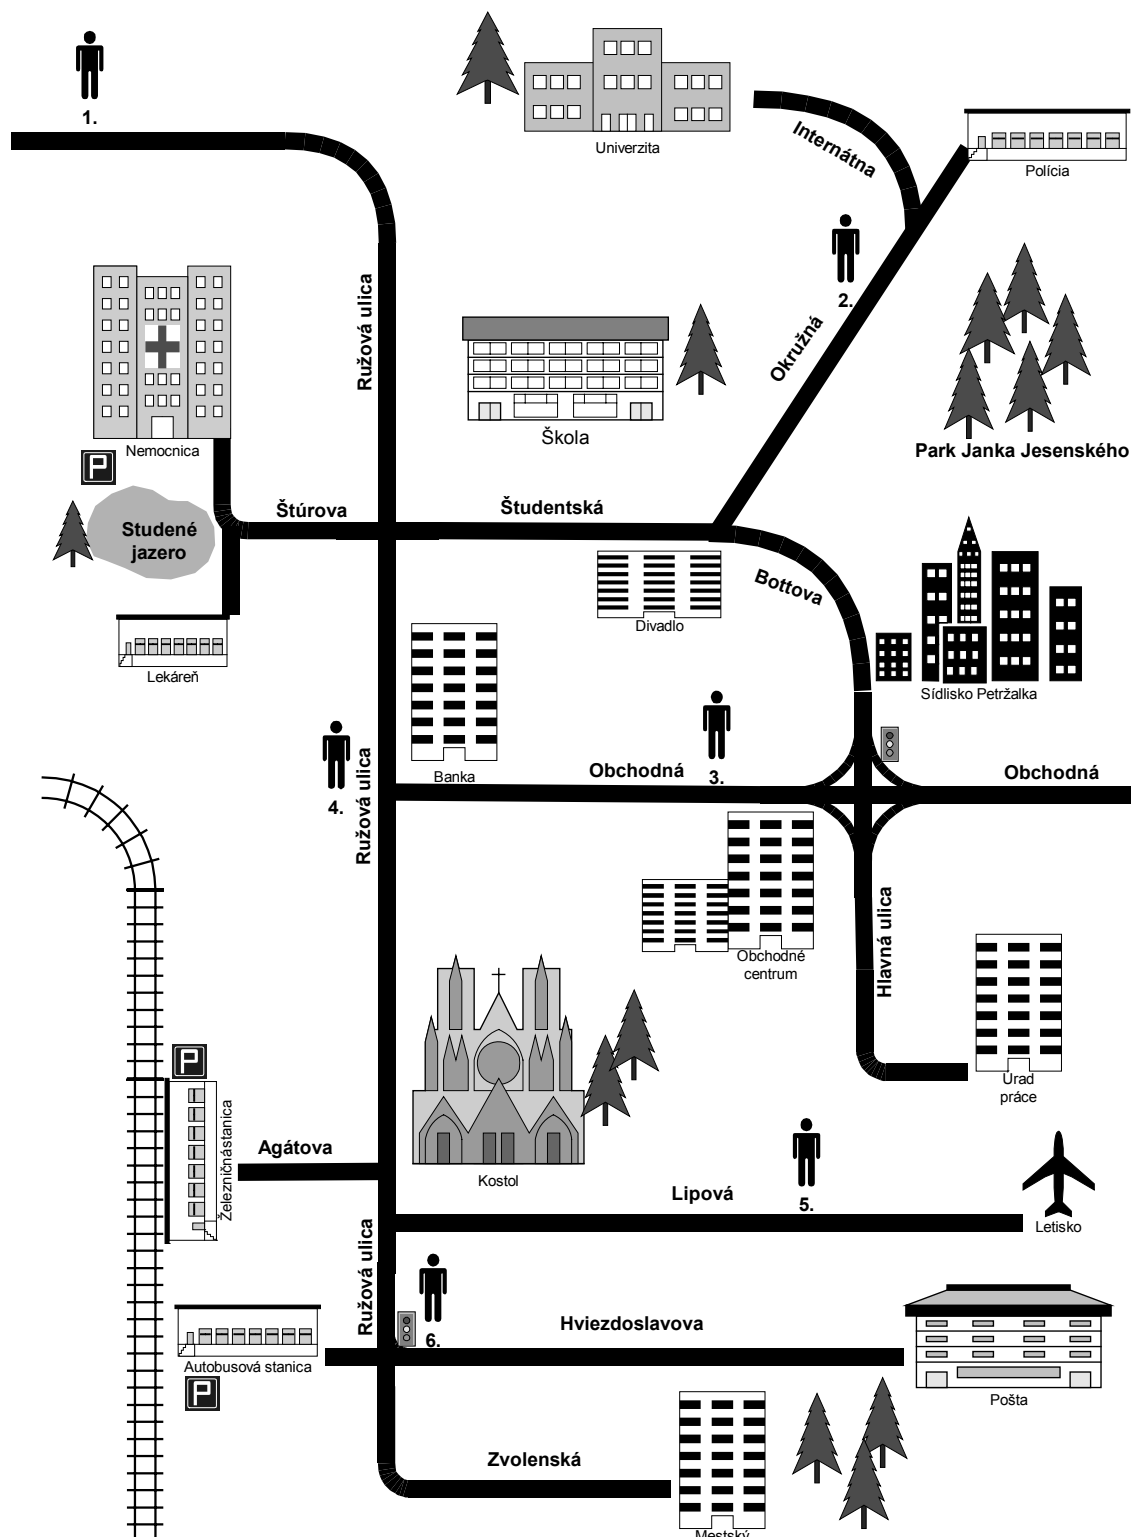 1.
Univerzita
Internátna
Polícia
Ružová ulica
2.
Okružná
Škola
Nemocnica
P
Park Janka Jesenského
Štúrova
Študentská
Studené
jazero
Bottova
Divadlo
Lekáreň
Sídlisko Petržalka
Banka
Obchodná
3.
Obchodná
4.
Ružová ulica
Obchodné
centrum
Hlavná ulica
P
Úrad
práce
Železničnástanica
Agátova
Kostol
Lipová
5.
Letisko
Ružová ulica
6.
Hviezdoslavova
Autobusová stanica
P
Pošta
Zvolenská
Mestský